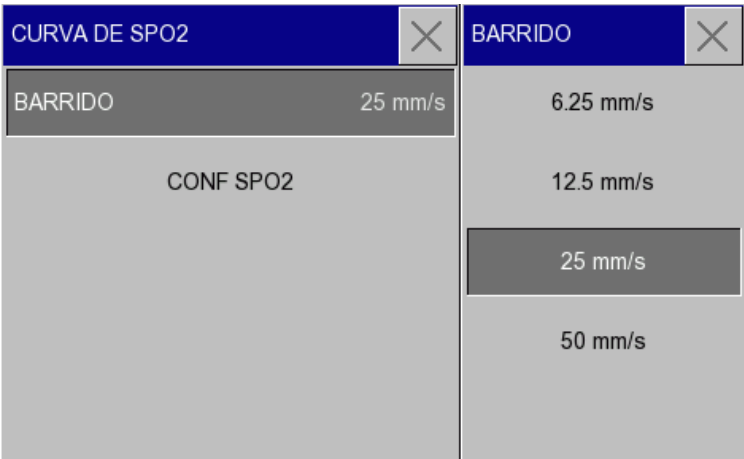 CURVA DE SPO2
BARRIDO 25 mm/s
CONF SPO2
BARRIDO
6.25 mm/s
12.5 mm/s
25 mm/s
50 mm/s